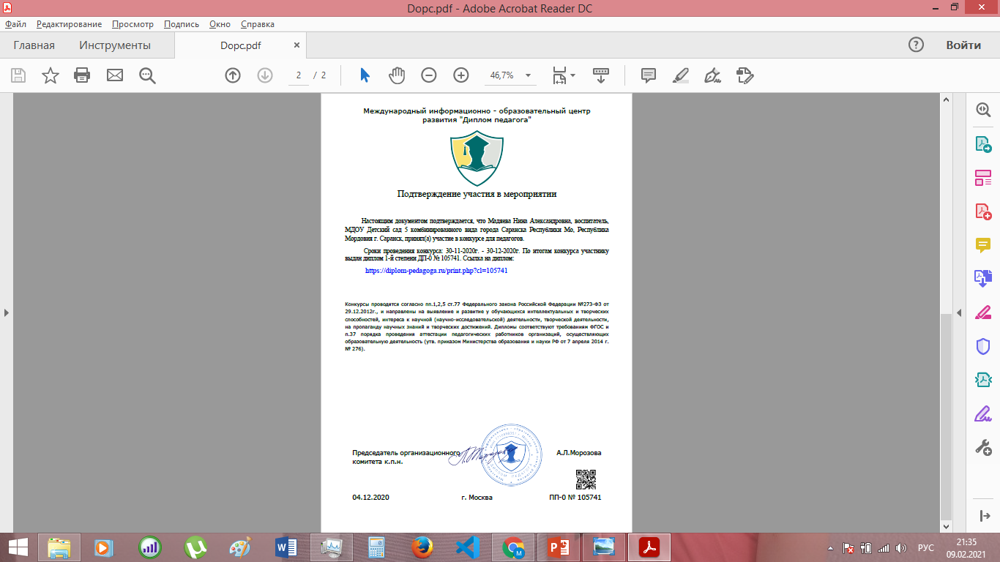 Dopc.pdf - Adobe Acrobat Reader DC
Файл Редактирование Просмотр Подпись Окно Справка
Главная Инструменты Dopc.pdf × Войти
2 / 2 46,7%
Международный информационно - образовательный центр
развития "Диплом педагога"
Подтверждение участия в мероприятии
Настоящим документом подтверждается, что Мадяева Нина Александровна, воспитатель,
МДОУ Детский сад 5 комбинированного вида города Саранска Республики Мо, Республика
Мордовия г. Саранск, принял(а) участие в конкурсе для педагогов.
Сроки проведения конкурса: 30-11-2020г. - 30-12-2020г. По итогам конкурса участнику
выдан диплом 1-й степени ДП-0 № 105741. Ссылка на диплом:
https://diplom-pedagoga.ru/print.php?cl=105741
Конкурсы проводятся согласно пп.1,2,5 ст.77 Федерального закона Российской Федерации №273-ФЗ от
29.12.2012г., и направлены на выявление и развитие у обучающихся интеллектуальных и творческих
способностей, интереса к научной (научно-исследовательской) деятельности, творческой деятельности,
на пропаганду научных знаний и творческих достижений. Дипломы соответствуют требованиям ФГОС и
п.37 порядка проведения аттестации педагогических работников организаций, осуществляющих
образовательную деятельность (утв. приказом Министерства образования и науки РФ от 7 апреля 2014 г.
№ 276).
Председатель организационного
комитета к.п.н.
А.Л.Морозова
ДИПЛОМ ПЕДАГОГА
04.12.2020 г. Москва ПП-0 № 105741
РУС
21:35
09.02.2021